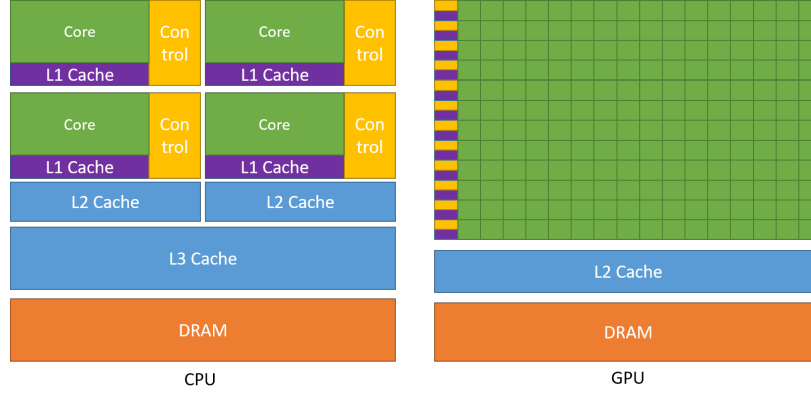 Core
Con
trol
Core
Con
trol
L1 Cache
L1 Cache
Core
Con
trol
Core
Con
trol
L1 Cache
L1 Cache
L2 Cache
L2 Cache
L3 Cache
DRAM
CPU
L2 Cache
DRAM
GPU